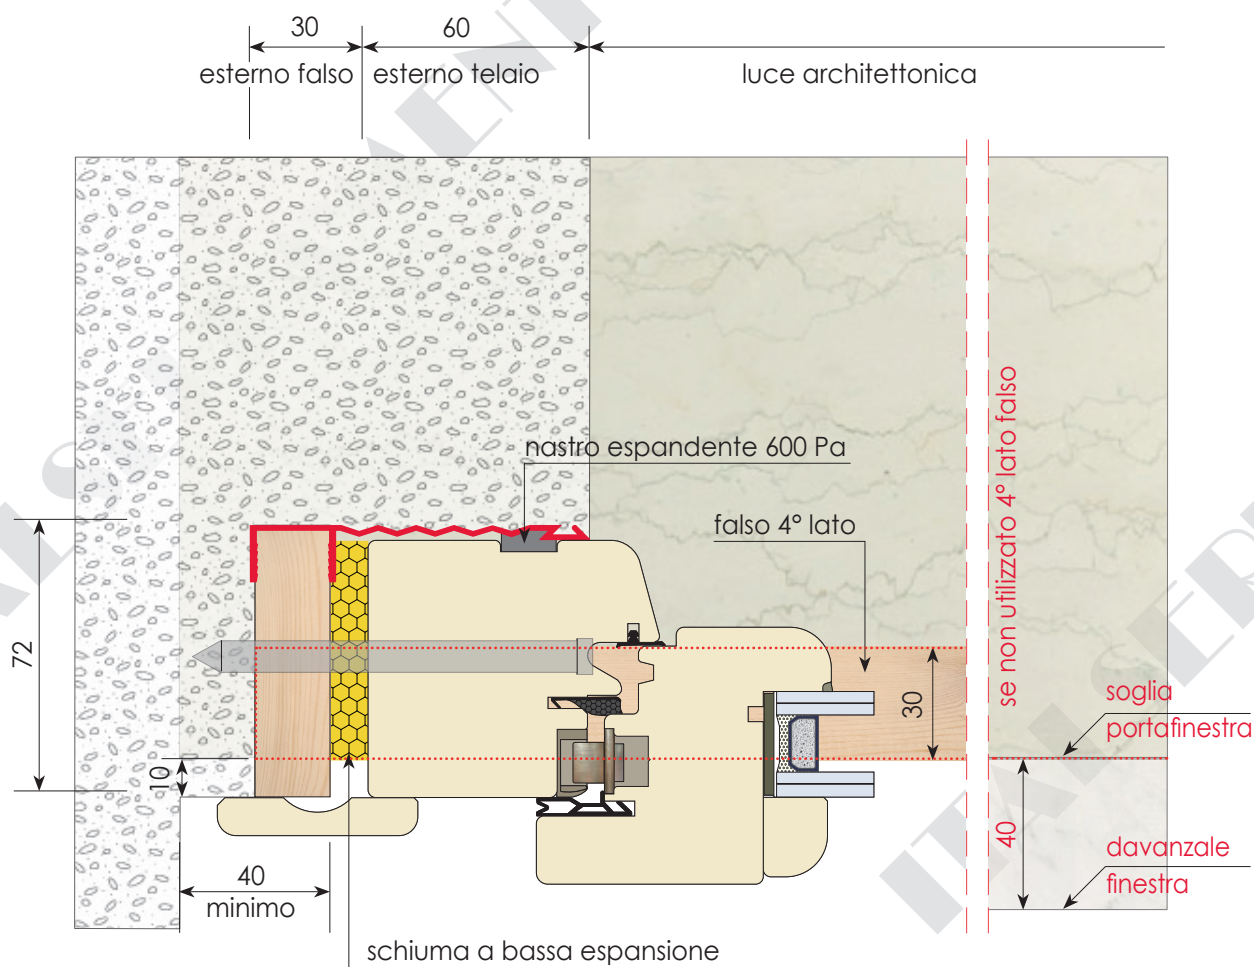 30
60
esterno falso
esterno telaio
luce architettonica
nastro espandente 600 Pa
falso 4° lato
se non utilizzato 4° lato falso
72
30
soglia
portafinestra
10
40
davanzale
finestra
40
minimo
schiuma a bassa espansione